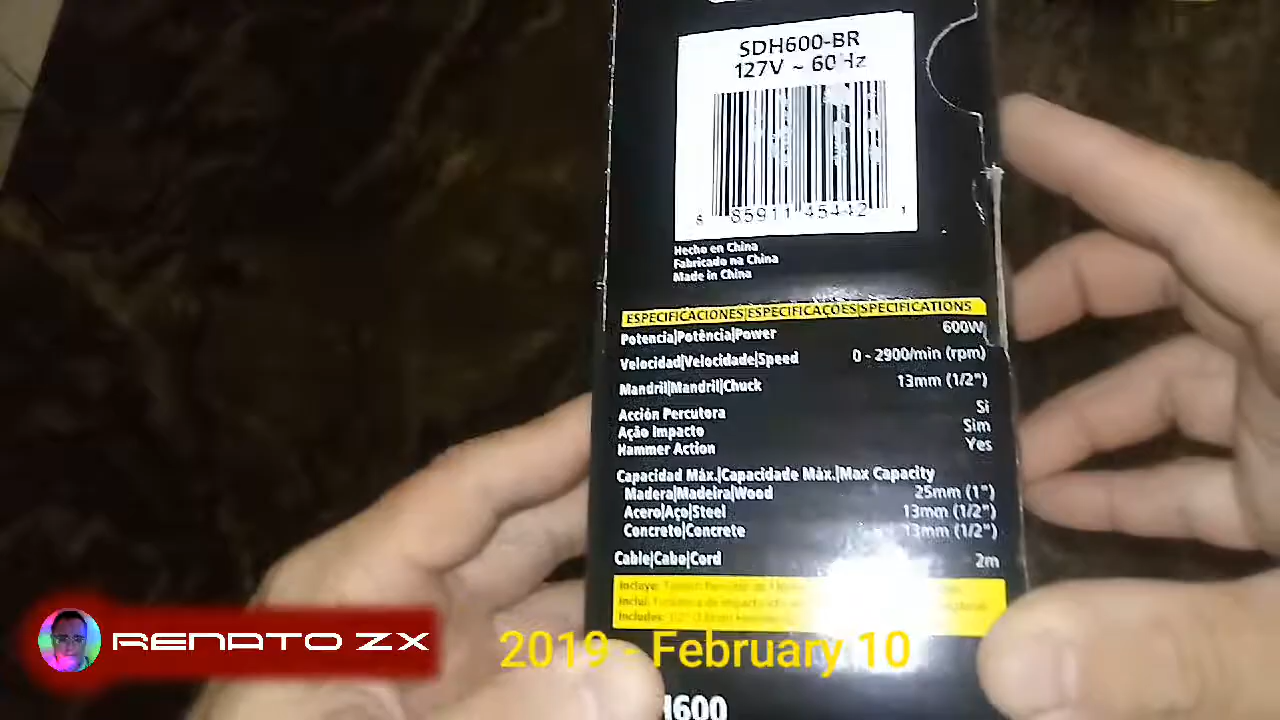 SDH600-BR
127V ~ 60Hz
8 85911 45442 1
Hecho en China
Fabricado na China
Made in China
ESPECIFICACIONES|ESPECIFICAÇÕES|SPECIFICATIONS
Potencia|Potência|Power 600W
Velocidad|Velocidade|Speed 0 - 2900/min (rpm)
Mandril|Mandril|Chuck 13mm (1/2")
Acción Percutora Si
Ação Impacto Sim
Hammer Action Yes
Capacidad Máx.|Capacidade Máx.|Max Capacity
Madera|Madeira|Wood 25mm (1")
Acero|Aço|Steel 13mm (1/2")
Concreto|Concrete 13mm (1/2")
Cable|Cabo|Cord 2m
Incluye:
Inclui:
Includes:
RENATO ZX
2019 - February 10
H600